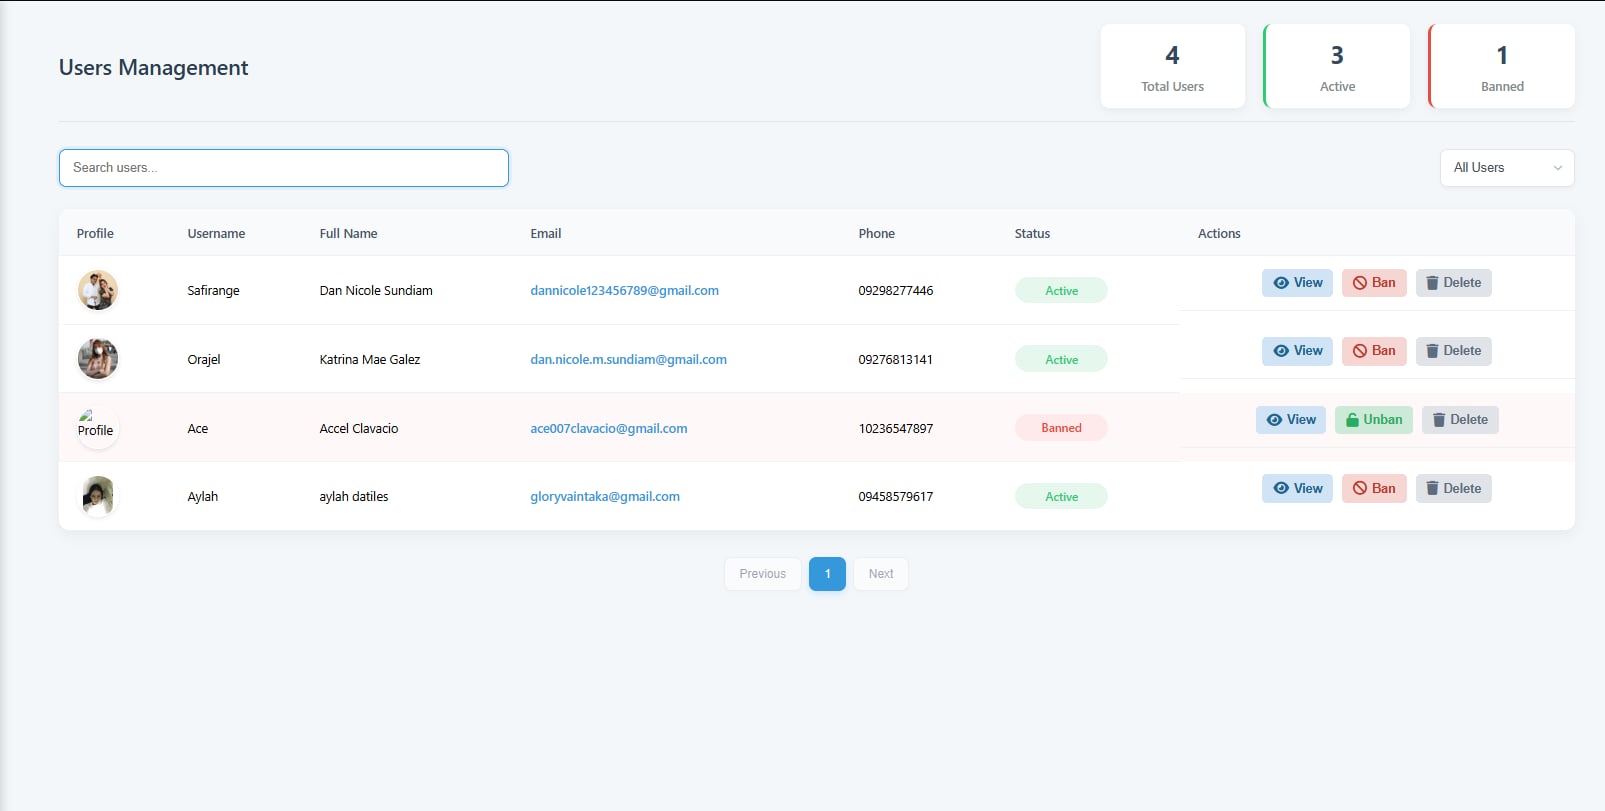 Users Management
4
Total Users
3
Active
1
Banned
Search users...
All Users
Profile Username Full Name Email Phone Status Actions
Safirange Dan Nicole Sundiam dannicole123456789@gmail.com 09298277446 Active View Ban Delete
Orajel Katrina Mae Galez dan.nicole.m.sundiam@gmail.com 09276813141 Active View Ban Delete
Profile Ace Accel Clavacio ace007clavacio@gmail.com 10236547897 Banned View Unban Delete
Aylah aylah datiles gloryvaintaka@gmail.com 09458579617 Active View Ban Delete
Previous 1 Next